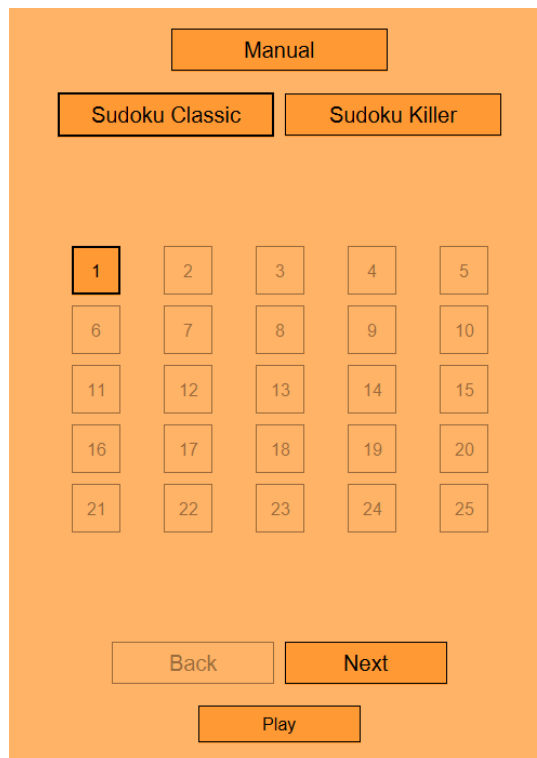 Manual
Sudoku Classic Sudoku Killer
1 2 3 4 5
6 7 8 9 10
11 12 13 14 15
16 17 18 19 20
21 22 23 24 25
Back Next
Play